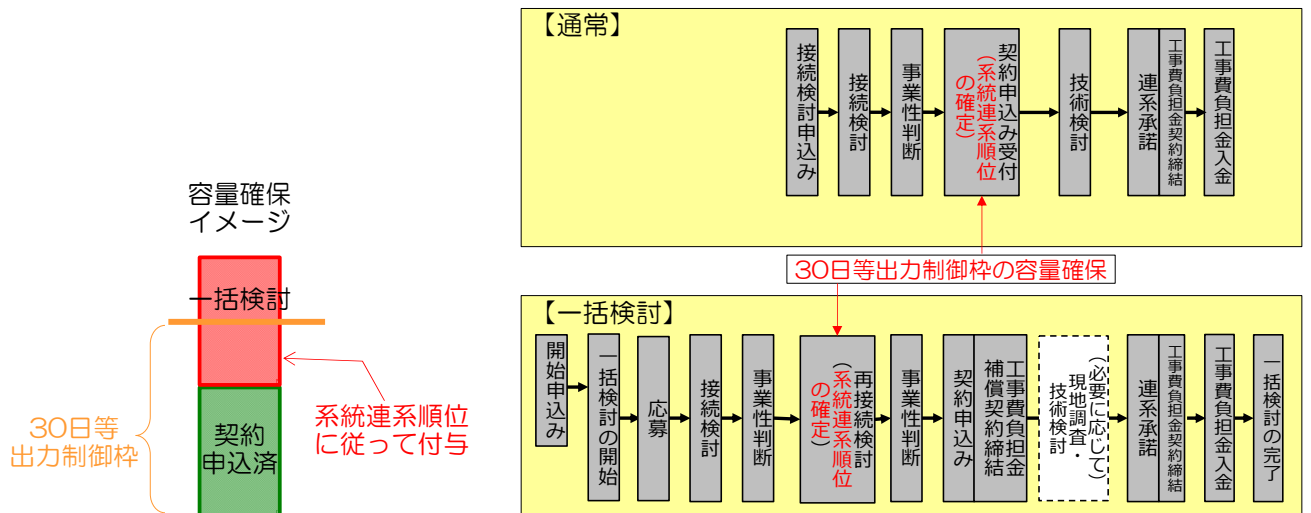 容量確保
イメージ
一括検討
契約
申込済
30日等
出力制御枠
系統連系順位
に従って付与
【通常】
接続検討申込み
接続検討
事業性判断
契約申込み受付
(系統連系順位
の確定)
技術検討
連系承諾
工事費負担金契約締結
工事費負担金入金
30日等出力制御枠の容量確保
【一括検討】
開始申込み
一括検討の開始
応募
接続検討
事業性判断
再接続検討
(系統連系順位
の確定)
事業性判断
契約申込み
工事費負担金
補償契約締結
(必要に応じて)
現地調査・
技術検討
連系承諾
工事費負担金契約締結
工事費負担金入金
一括検討の完了